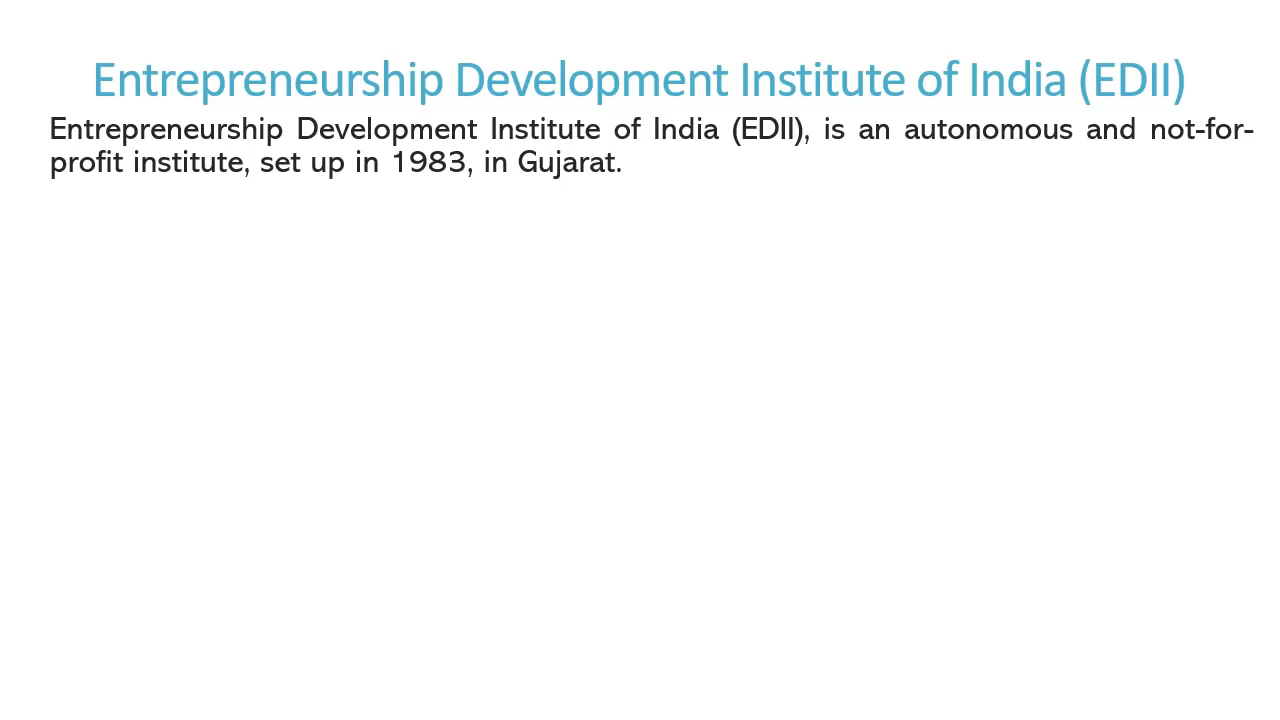 Entrepreneurship Development Institute of India (EDII)
Entrepreneurship Development Institute of India (EDII), is an autonomous and not-for-
profit institute, set up in 1983, in Gujarat.